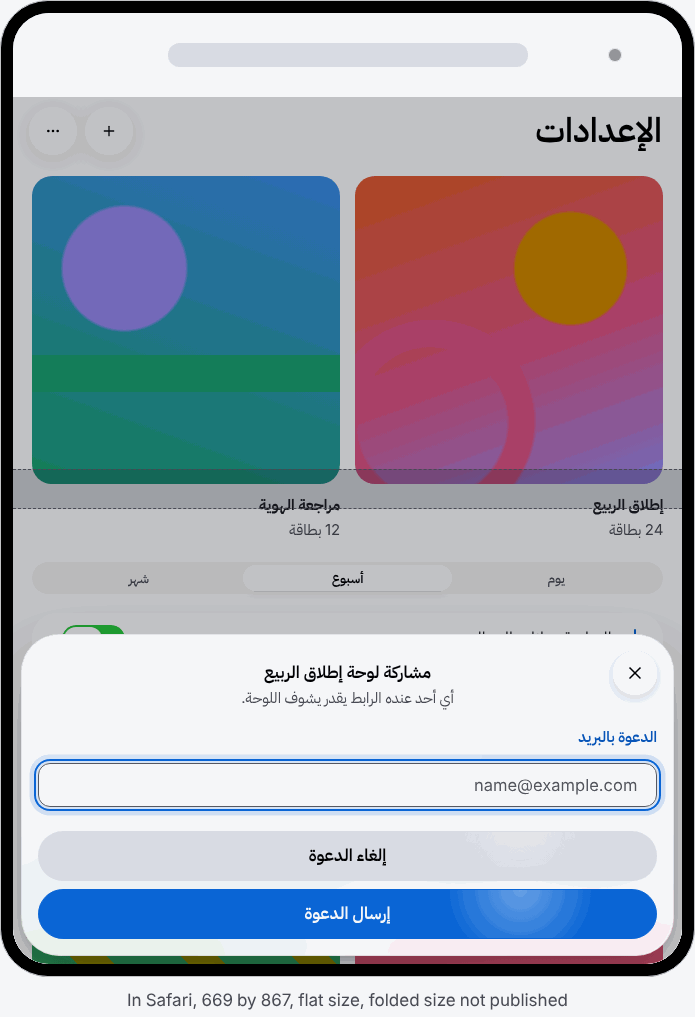 الإعدادات
إطلاق الربيع
24 بطاقة
مراجعة الهوية
12 بطاقة
يوم
أسبوع
شهر
مشاركة لوحة إطلاق الربيع
أي أحد عنده الرابط يقدر يشوف اللوحة.
الدعوة بالبريد
name@example.com
إلغاء الدعوة
إرسال الدعوة
In Safari, 669 by 867, flat size, folded size not published